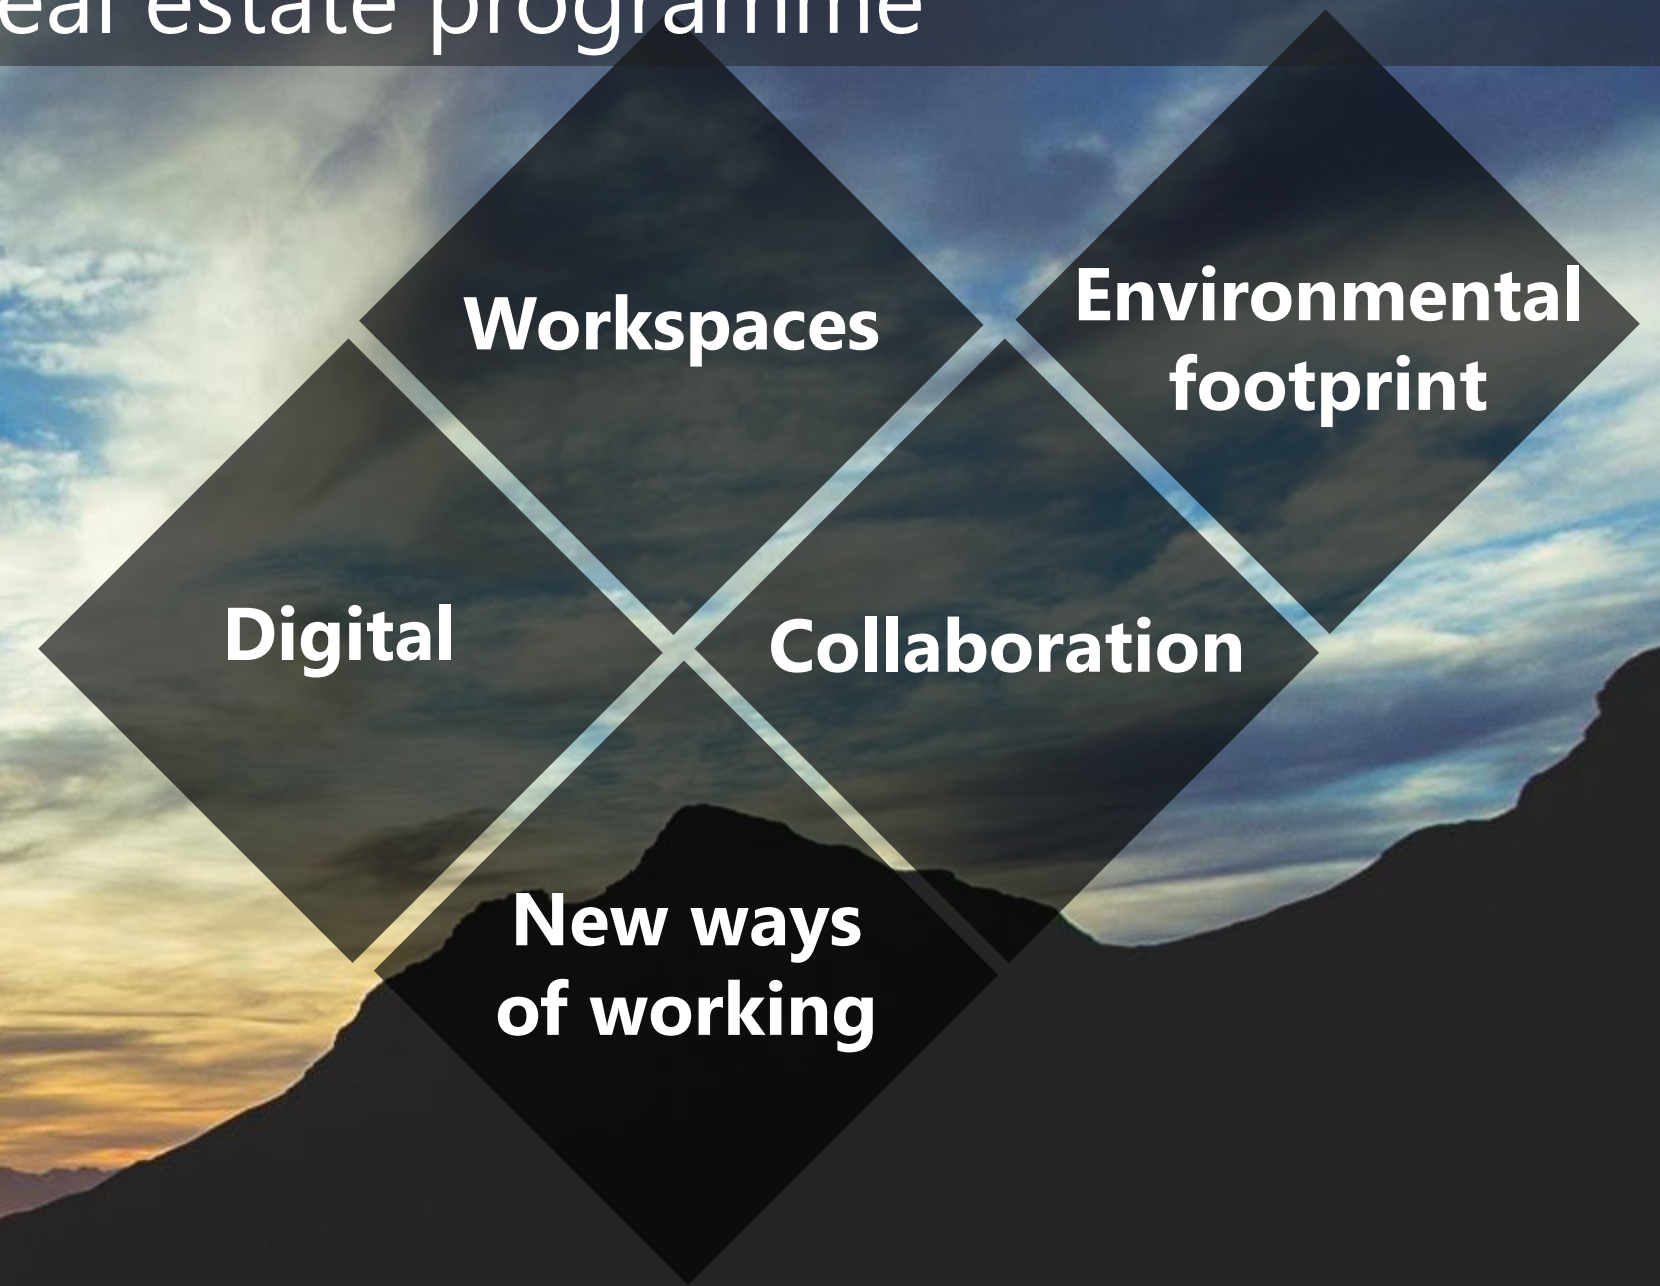 eal estate programme
Workspaces
Environmental
footprint
Digital
Collaboration
New ways
of working